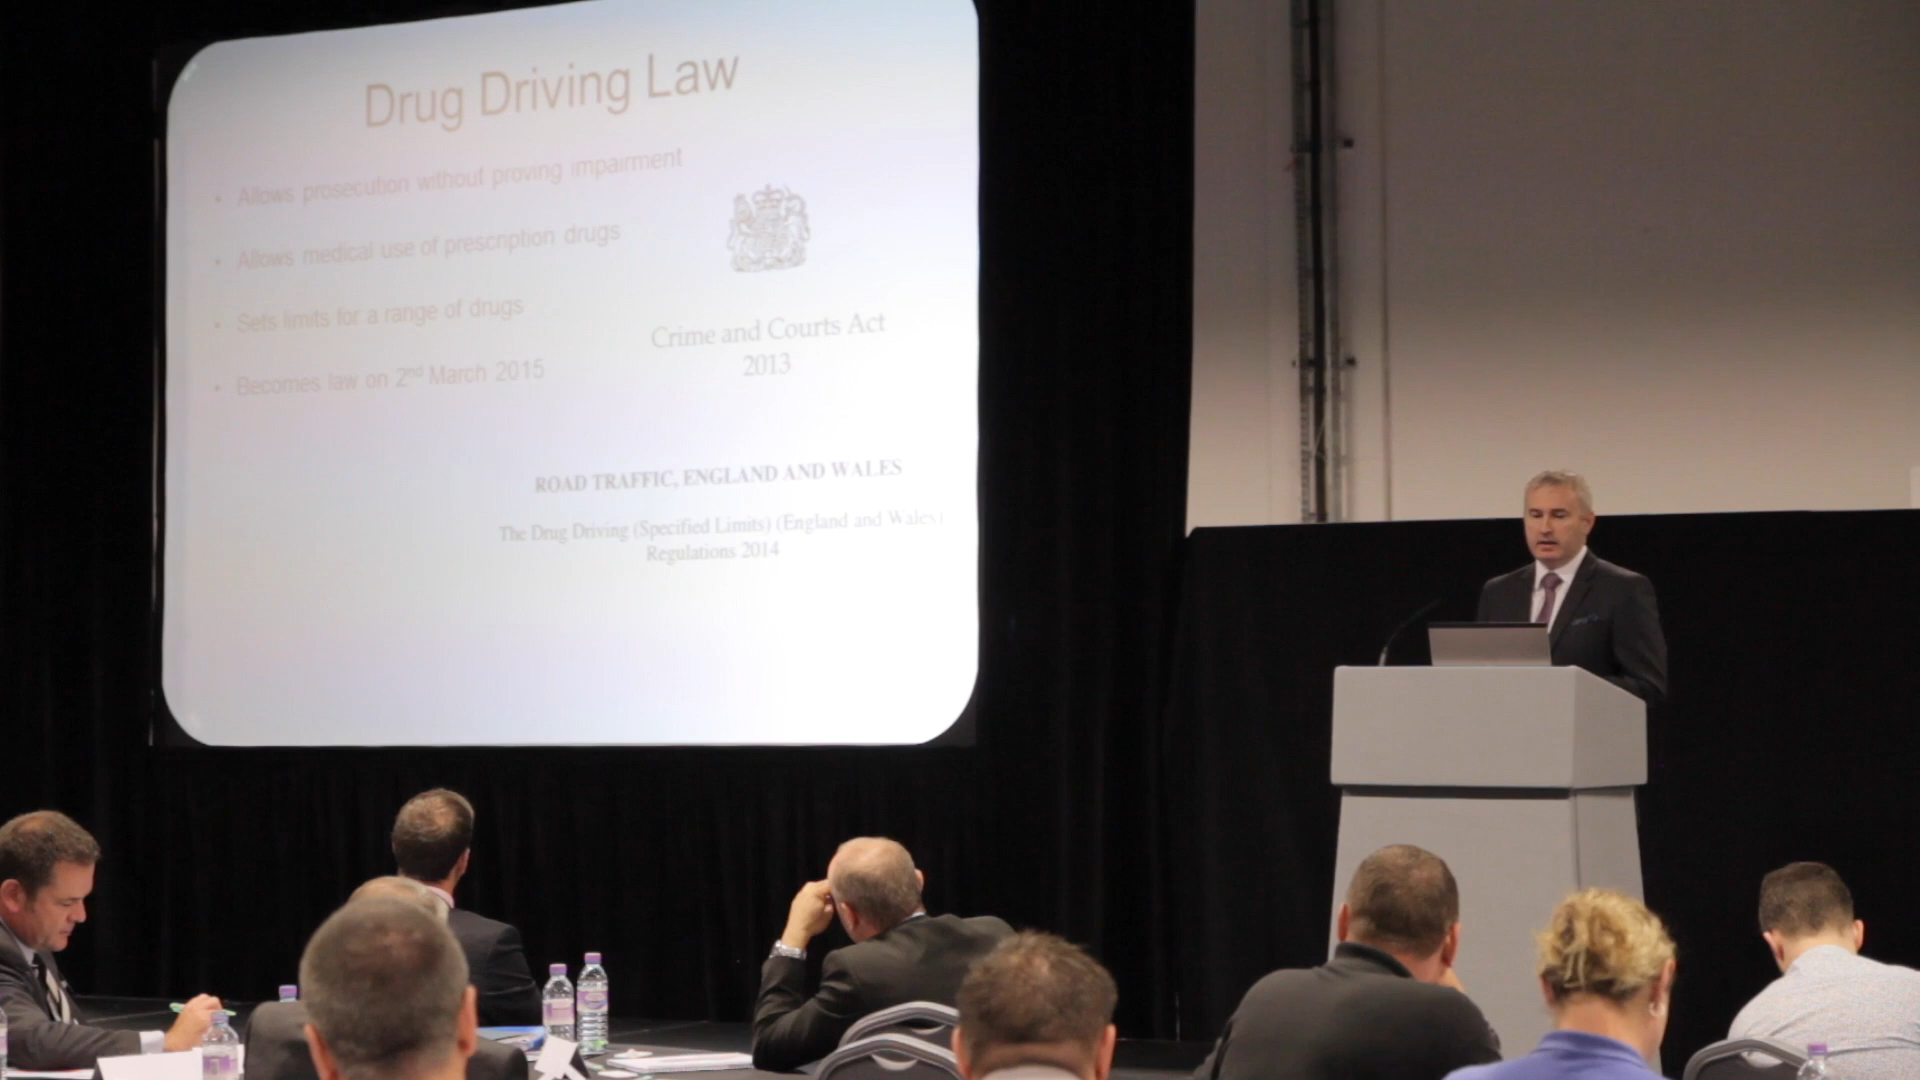 Drug Driving Law
• Allows prosecution without proving impairment
• Allows medical use of prescription drugs
• Sets limits for a range of drugs
• Becomes law on 2nd March 2015
Crime and Courts Act
2013
ROAD TRAFFIC, ENGLAND AND WALES
The Drug Driving (Specified Limits) (England and Wales)
Regulations 2014